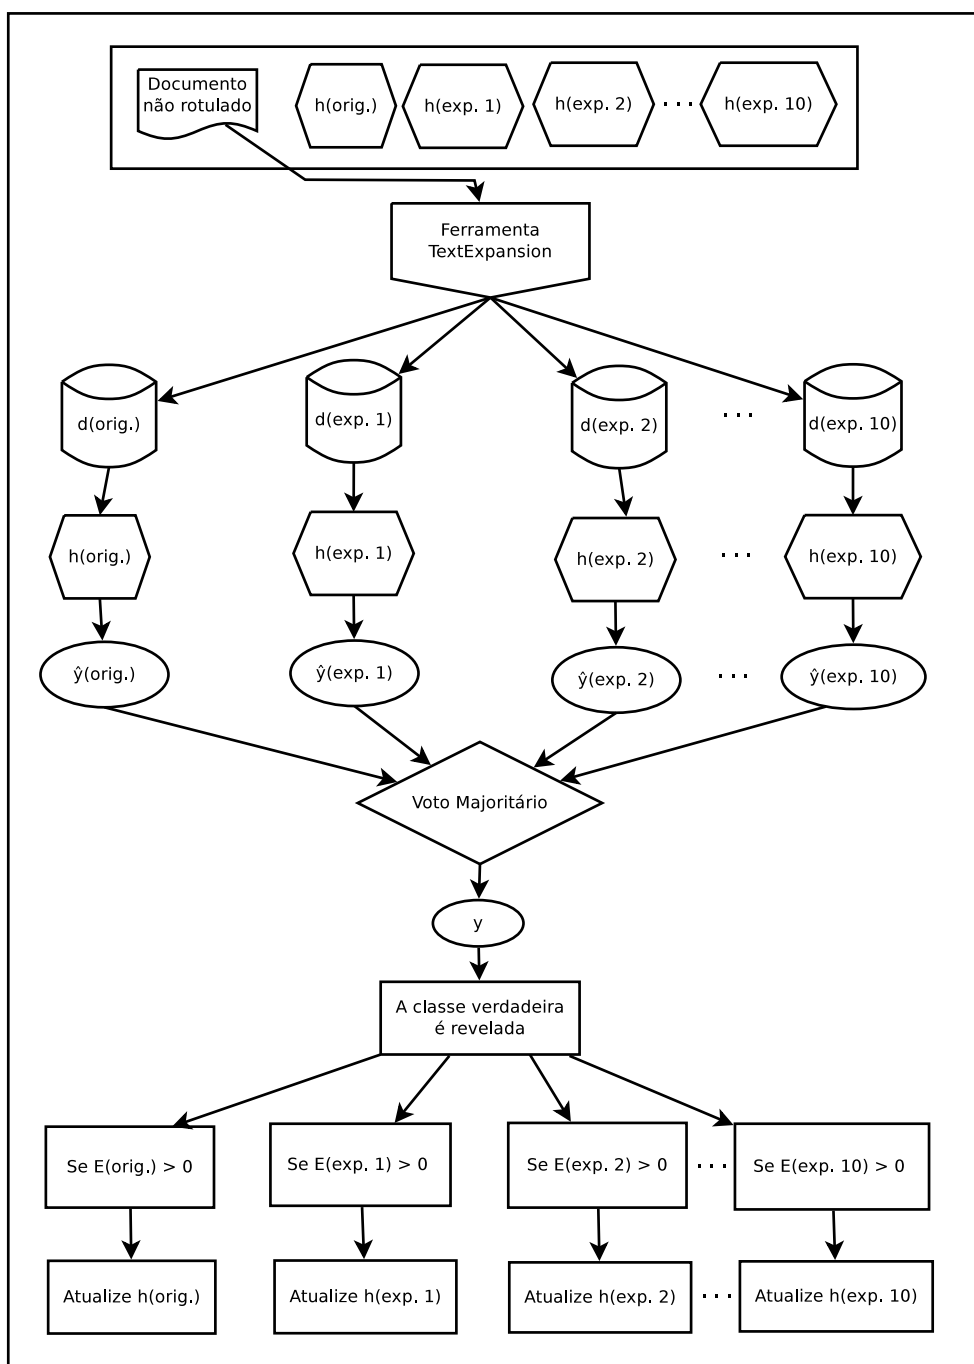 Documento
não rotulado
h(orig.)
h(exp. 1)
h(exp. 2)
. . .
h(exp. 10)
Ferramenta
TextExpansion
d(orig.)
d(exp. 1)
d(exp. 2)
. . .
d(exp. 10)
h(orig.)
h(exp. 1)
h(exp. 2)
. . .
h(exp. 10)
ŷ(orig.)
ŷ(exp. 1)
ŷ(exp. 2)
. . .
ŷ(exp. 10)
Voto Majoritário
y
A classe verdadeira
é revelada
Se E(orig.) > 0
Se E(exp. 1) > 0
Se E(exp. 2) > 0
. . .
Se E(exp. 10) > 0
Atualize h(orig.)
Atualize h(exp. 1)
Atualize h(exp. 2)
. . .
Atualize h(exp. 10)